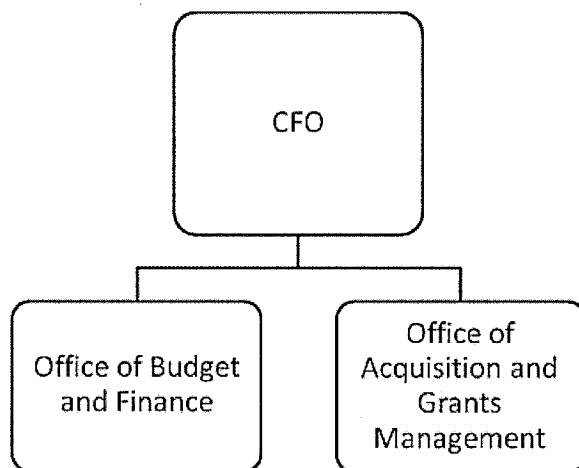 CFO
Office of Budget
and Finance
Office of
Acquisition and
Grants
Management